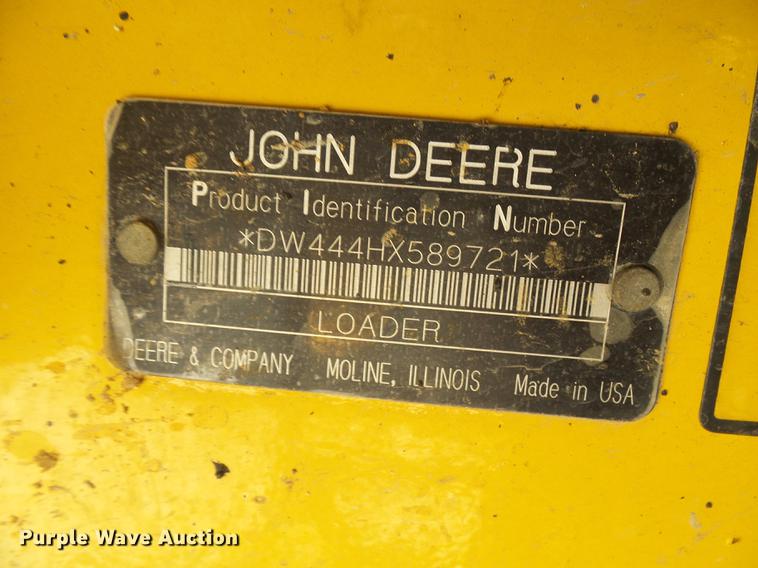 JOHN DEERE
Product Identification Number
*DW444HX589721*
LOADER
DEERE & COMPANY MOLINE, ILLINOIS Made in USA
Purple Wave Auction